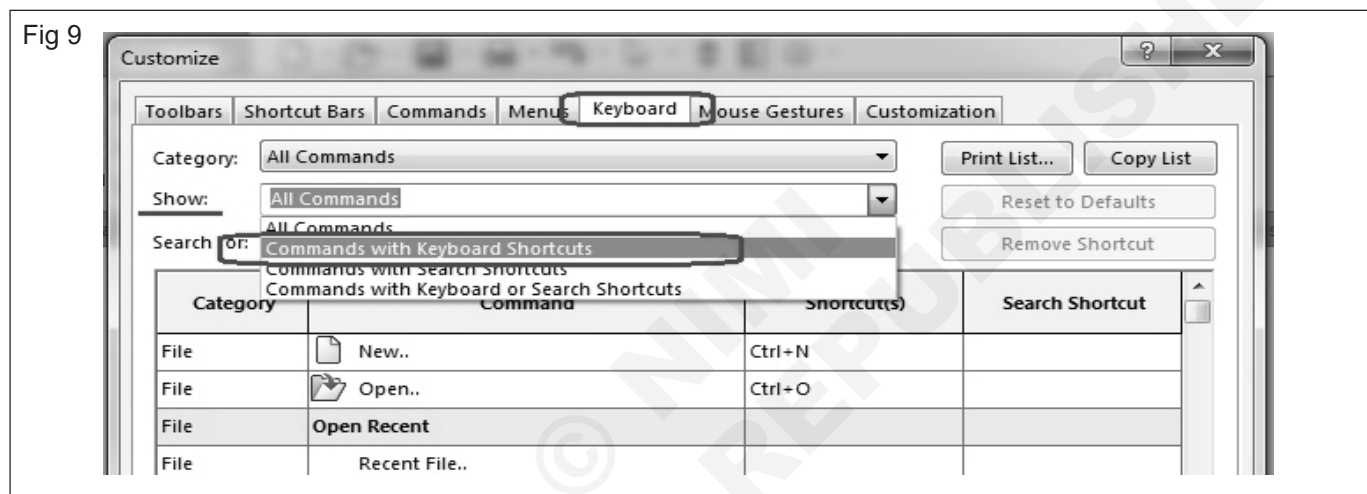 Fig 9
Customize
Toolbars Shortcut Bars Commands Menus Keyboard Mouse Gestures Customization
Category: All Commands Print List... Copy List
Show: All Commands Reset to Defaults
All Commands
Search for: Commands with Keyboard Shortcuts Remove Shortcut
Commands with Search Shortcuts
Commands with Keyboard or Search Shortcuts
Category Command Shortcut(s) Search Shortcut
File New.. Ctrl+N
File Open.. Ctrl+O
File Open Recent
File Recent File..
© NIMI
REPUBLISHE